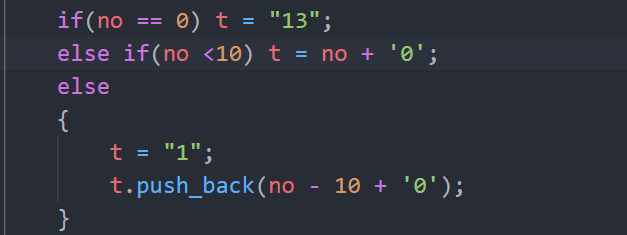 if(no == 0) t = "13";
else if(no <10) t = no + '0';
else
{
t = "1";
t.push_back(no - 10 + '0');
}